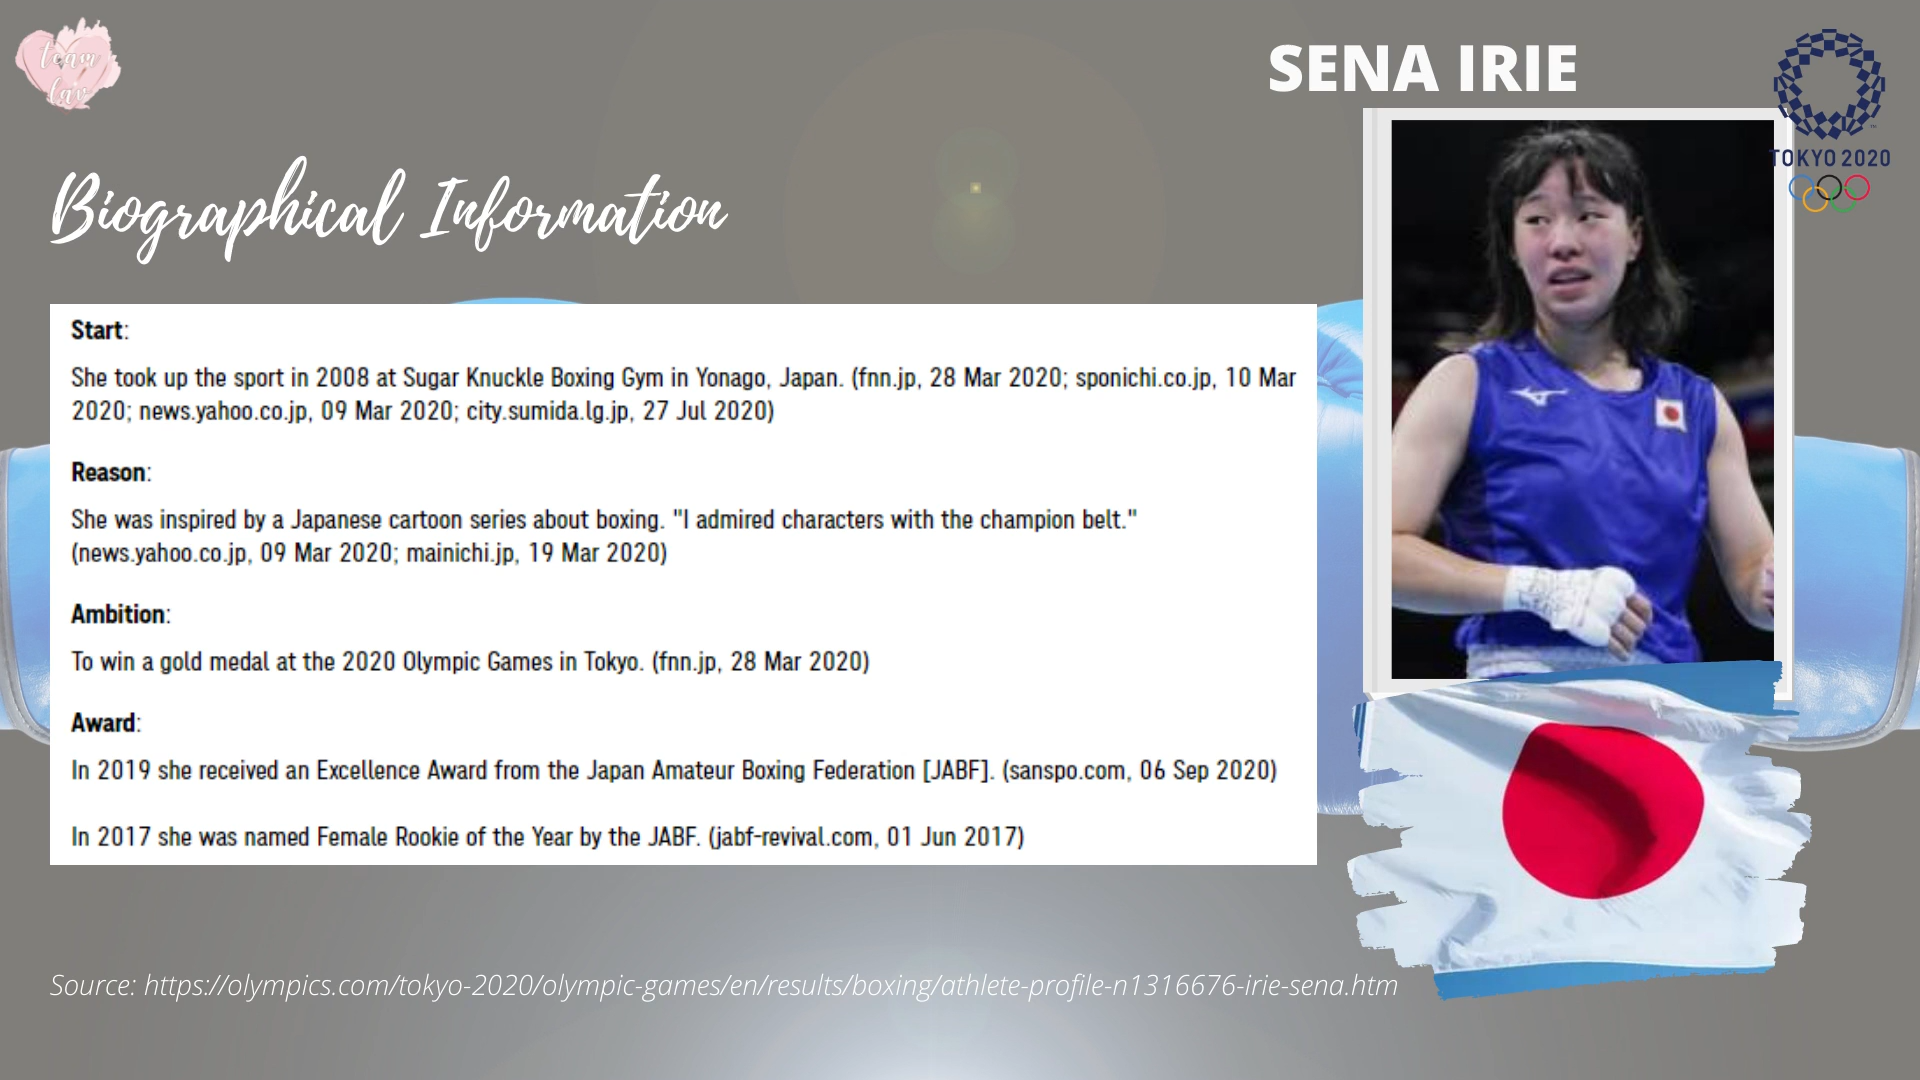 team
lav
SENA IRIE
TOKYO 2020
Biographical Information
Start:
She took up the sport in 2008 at Sugar Knuckle Boxing Gym in Yonago, Japan. (fnn.jp, 28 Mar 2020; sponichi.co.jp, 10 Mar
2020; news.yahoo.co.jp, 09 Mar 2020; city.sumida.lg.jp, 27 Jul 2020)
Reason:
She was inspired by a Japanese cartoon series about boxing. "I admired characters with the champion belt."
(news.yahoo.co.jp, 09 Mar 2020; mainichi.jp, 19 Mar 2020)
Ambition:
To win a gold medal at the 2020 Olympic Games in Tokyo. (fnn.jp, 28 Mar 2020)
Award:
In 2019 she received an Excellence Award from the Japan Amateur Boxing Federation [JABF]. (sanspo.com, 06 Sep 2020)
In 2017 she was named Female Rookie of the Year by the JABF. (jabf-revival.com, 01 Jun 2017)
Source: https://olympics.com/tokyo-2020/olympic-games/en/results/boxing/athlete-profile-n1316676-irie-sena.htm